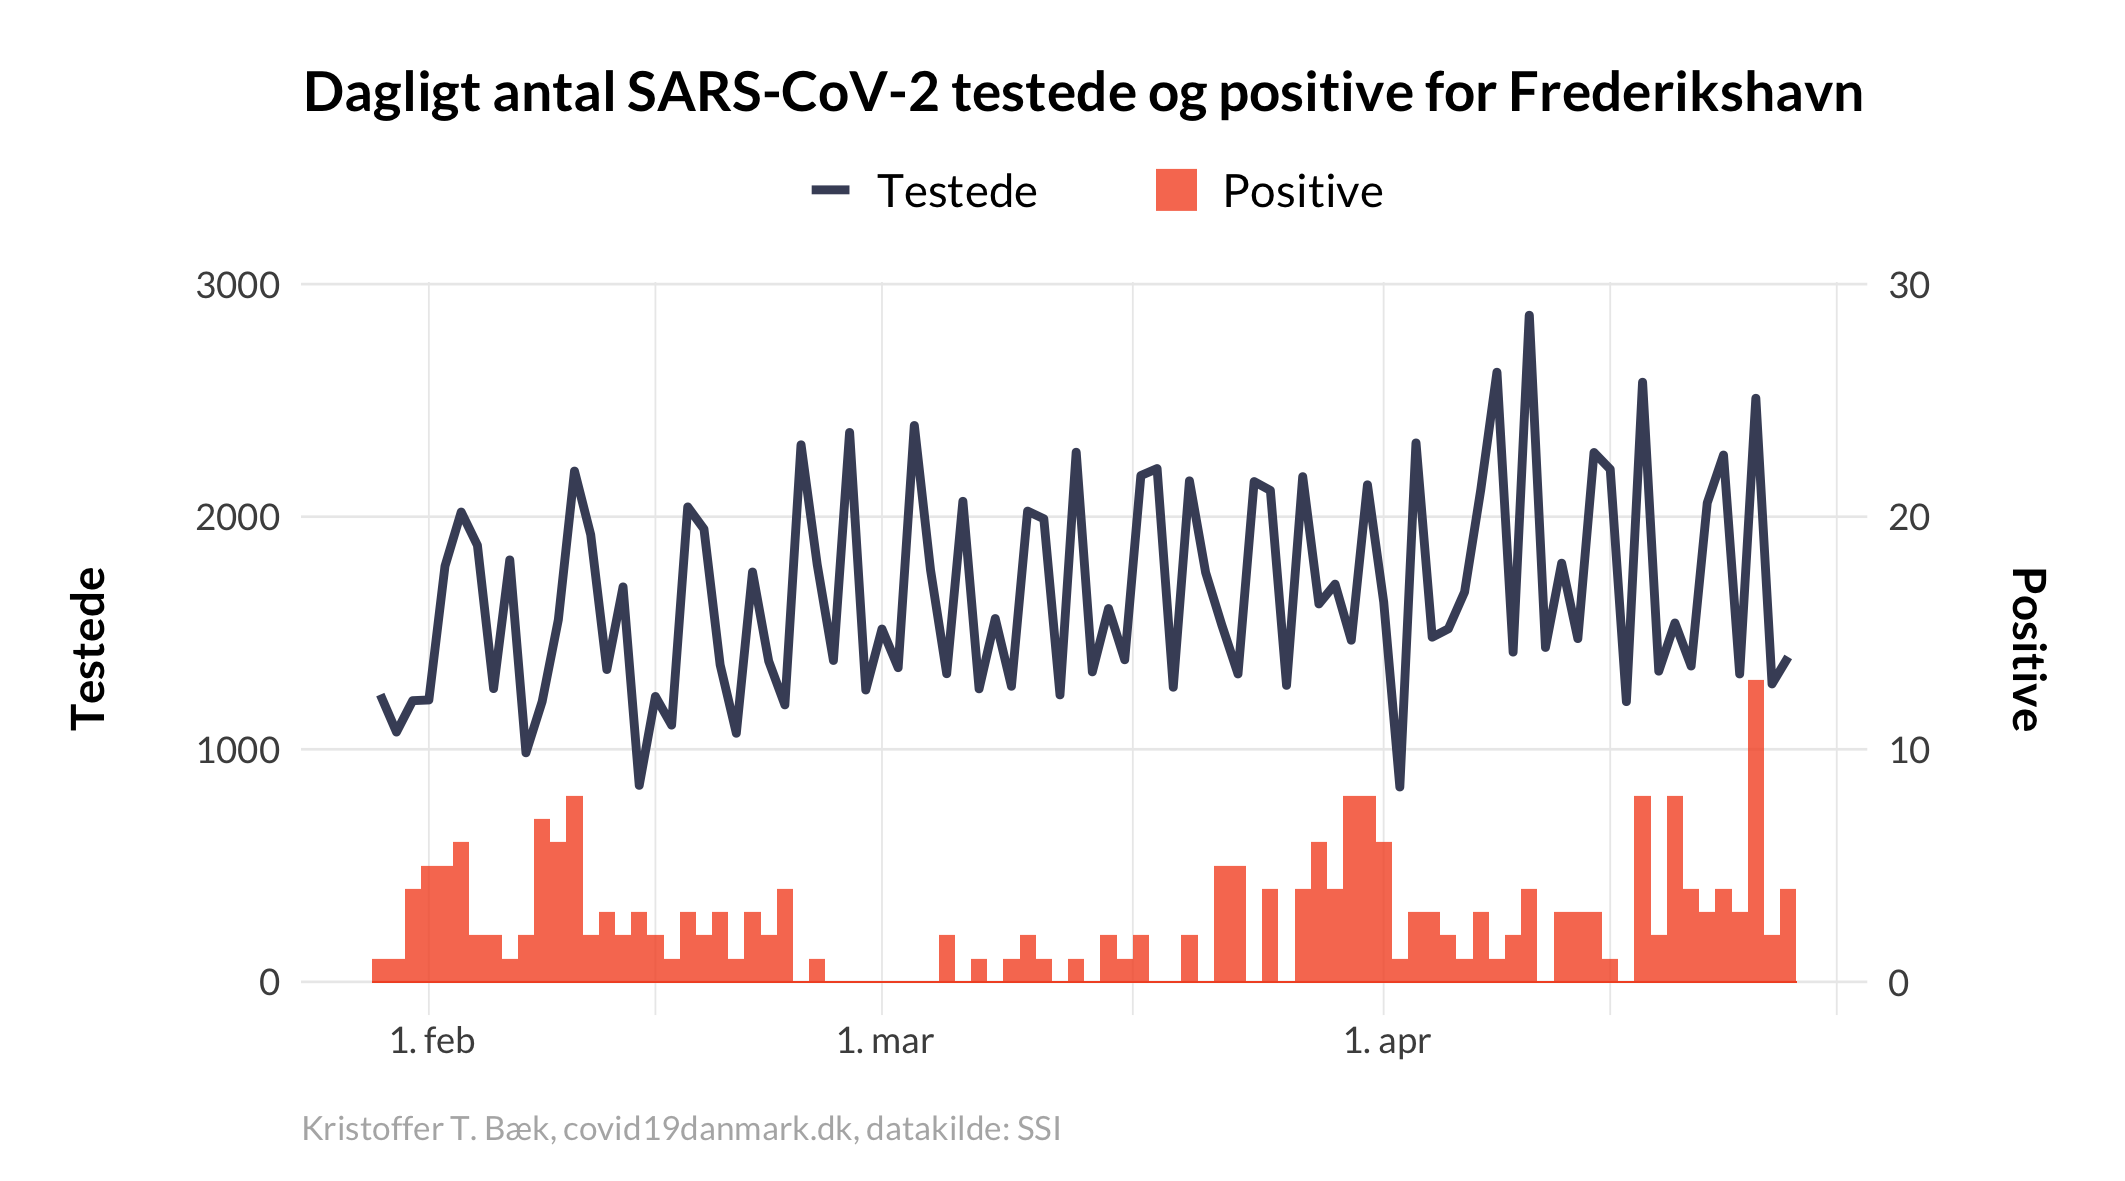 Dagligt antal SARS-CoV-2 testede og positive for Frederikshavn
Testede
Positive
3000
2000
1000
0
30
20
10
0
Testede
Positive
1. feb
1. mar
1. apr
Kristoffer T. Bæk, covid19danmark.dk, datakilde: SSI